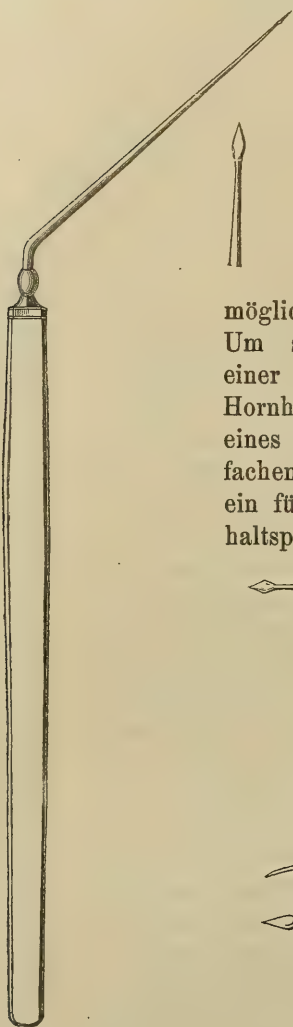 möglic
Um s
einer
Hornh
eines
fachen
ein fü
haltsp